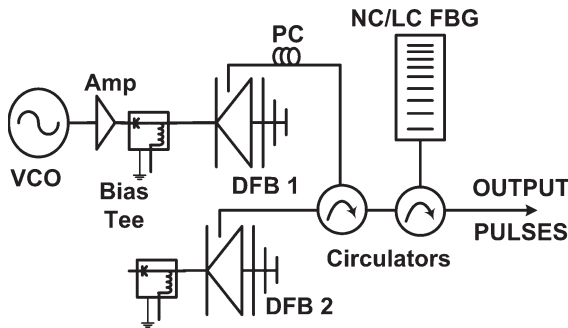 NC/LC FBG
PC
Amp
VCO
Bias
Tee
DFB 1
OUTPUT
PULSES
Circulators
DFB 2